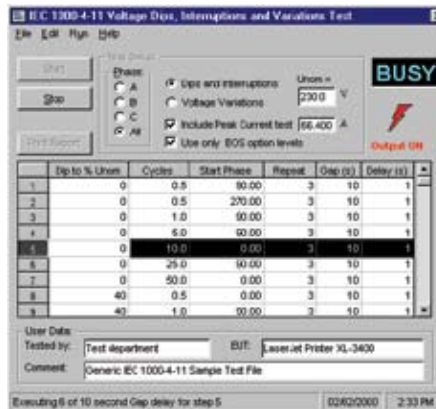 IEC 1000-4-11 Voltage Dips, Interruptions and Variations Test
File Edit Run Help
Start
Stop
Print Report
Test Setup
Phase:
A
B
C
All
Dips and Interruptions
Voltage Variations
Include Peak Current test
Use only EOS option levels
Unom =
230.0 V
66.400 A
BUSY
Output ON
Dip to % Unom Cycles Start Phase Repeat Gap (s) Delay (s)
1 0 0.5 90.00 3 10 1
2 0 0.5 270.00 3 10 1
3 0 1.0 90.00 3 10 1
4 0 5.0 90.00 3 10 1
5 0 10.0 0.00 3 10 1
6 0 25.0 90.00 3 10 1
7 0 50.0 0.00 3 10 1
8 40 0.5 0.00 3 10 1
9 40 1.0 90.00 3 10 1
User Data:
Tested by: Test department EUT: LaserJet Printer XL-3400
Comment: Generic IEC 1000-4-11 Sample Test File
Executing 6 of 10 second Gap delay for step 5 02/02/2000 2:33 PM